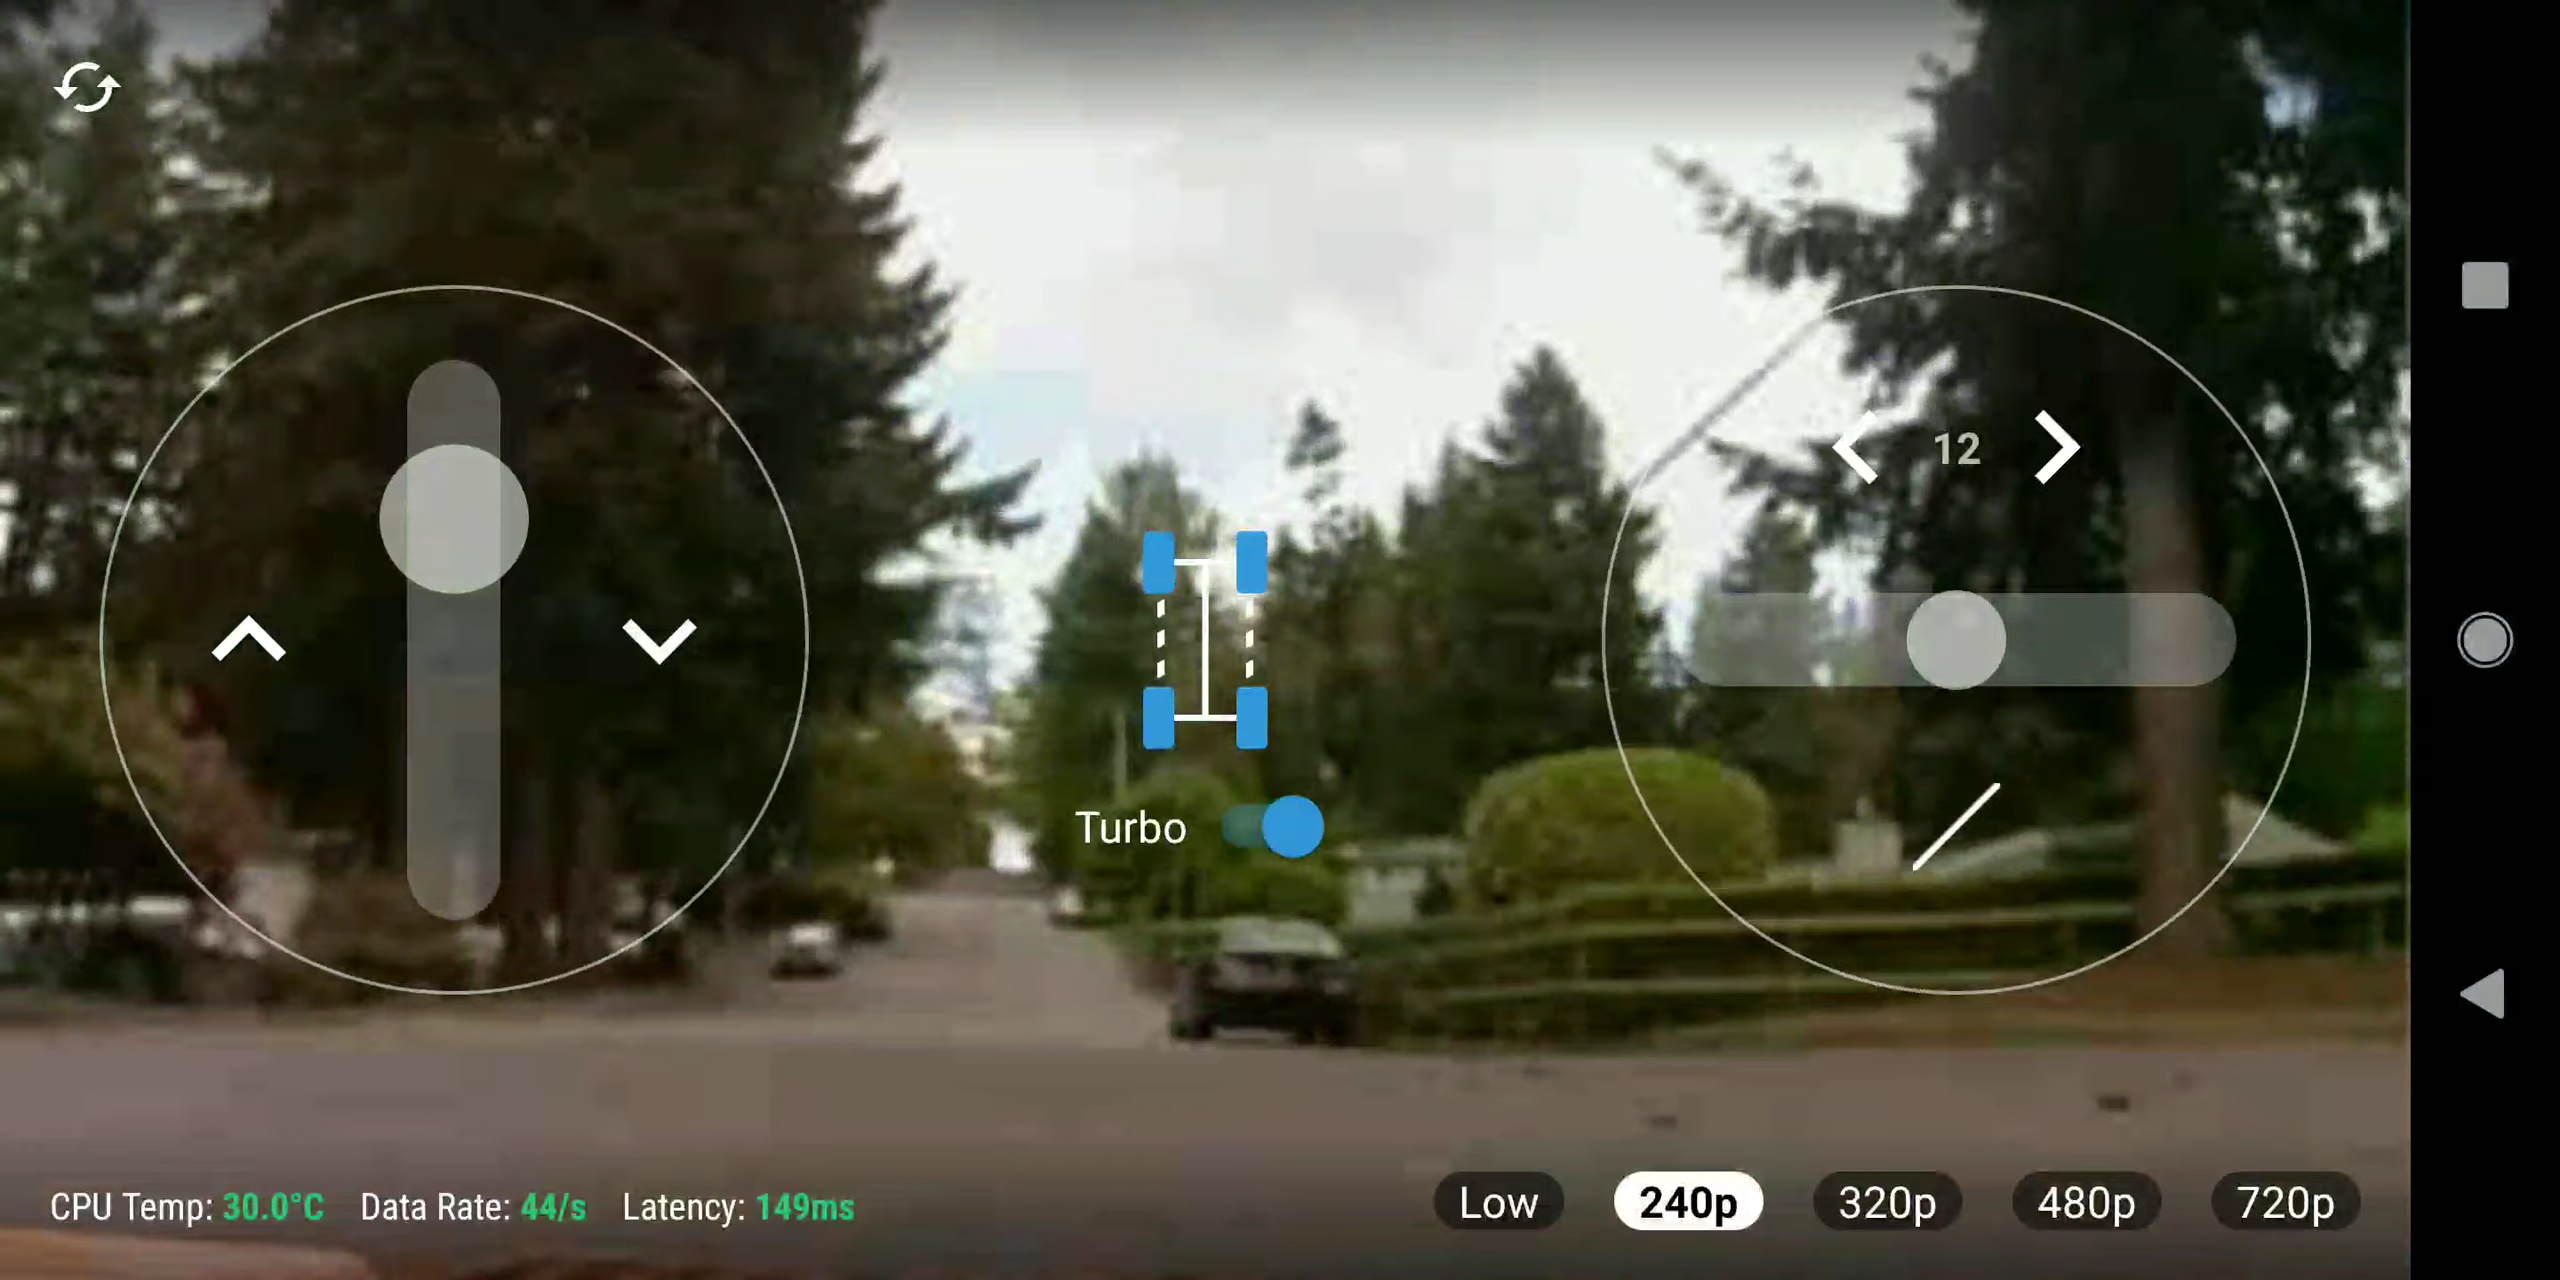 12
Turbo
CPU Temp: 30.0°C Data Rate: 44/s Latency: 149ms
Low 240p 320p 480p 720p